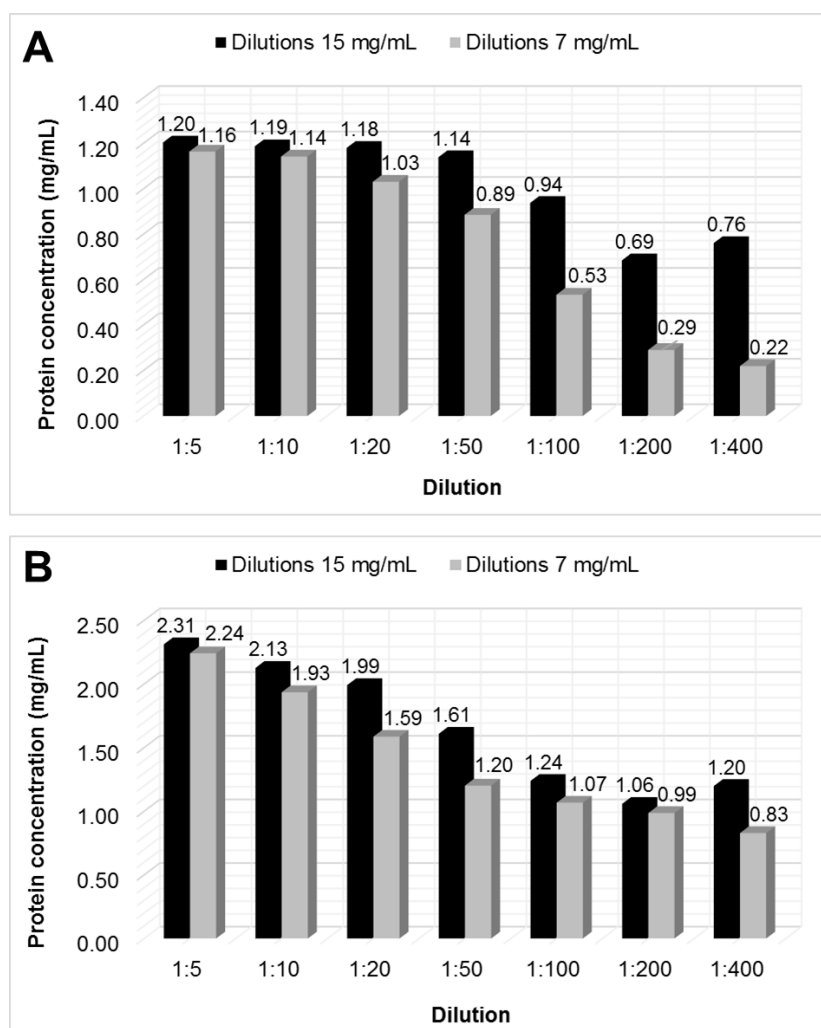 A
Dilutions 15 mg/mL Dilutions 7 mg/mL
Protein concentration (mg/mL)
1.40
1.20
1.00
0.80
0.60
0.40
0.20
0.00
1.20 1.16 1.19 1.14 1.18 1.03 1.14 0.89 0.94 0.53 0.69 0.29 0.76 0.22
1:5 1:10 1:20 1:50 1:100 1:200 1:400
Dilution
B
Dilutions 15 mg/mL Dilutions 7 mg/mL
Protein concentration (mg/mL)
2.50
2.00
1.50
1.00
0.50
0.00
2.31 2.24 2.13 1.93 1.99 1.59 1.61 1.20 1.24 1.07 1.06 0.99 1.20 0.83
1:5 1:10 1:20 1:50 1:100 1:200 1:400
Dilution